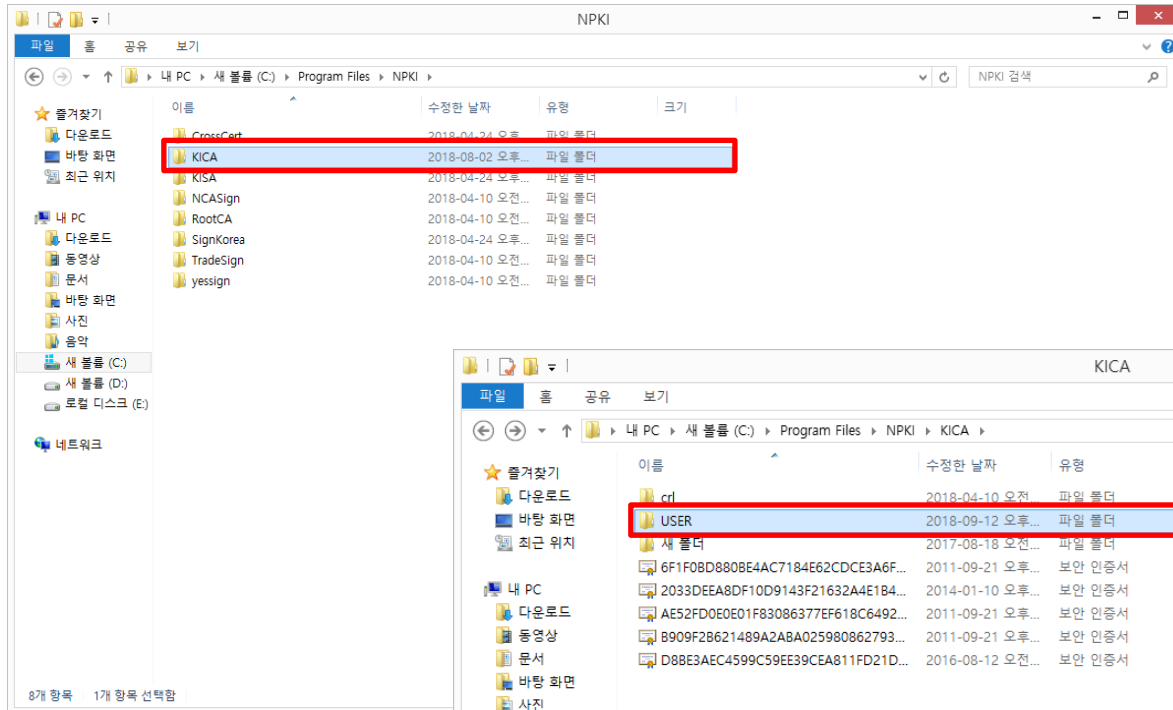 NPKI
파일 홈 공유 보기
내 PC 새 볼륨 (C:) Program Files NPKI
NPKI 검색
즐겨찾기
다운로드
바탕 화면
최근 위치
내 PC
다운로드
동영상
문서
바탕 화면
사진
음악
새 볼륨 (C:)
새 볼륨 (D:)
로컬 디스크 (E:)
네트워크
이름 수정한 날짜 유형 크기
CrossCert 2018-04-24 오후... 파일 폴더
KICA 2018-08-02 오후... 파일 폴더
KISA 2018-04-24 오후... 파일 폴더
NCASign 2018-04-10 오전... 파일 폴더
RootCA 2018-04-10 오전... 파일 폴더
SignKorea 2018-04-24 오후... 파일 폴더
TradeSign 2018-04-10 오전... 파일 폴더
yessign 2018-04-10 오전... 파일 폴더
8개 항목 1개 항목 선택함
KICA
파일 홈 공유 보기
내 PC 새 볼륨 (C:) Program Files NPKI KICA
즐겨찾기
다운로드
바탕 화면
최근 위치
내 PC
다운로드
동영상
문서
바탕 화면
사진
이름 수정한 날짜 유형
crl 2018-04-10 오전... 파일 폴더
USER 2018-09-12 오후... 파일 폴더
새 폴더 2017-08-18 오전... 파일 폴더
6F1F0BD880BE4AC7184E62CDCE3A6F... 2011-09-21 오후... 보안 인증서
2033DEEA8DF10D9143F21632A4E1B4... 2014-01-10 오후... 보안 인증서
AE52FD0E0E01F83086377EF618C6492... 2011-09-21 오후... 보안 인증서
B909F2B621489A2ABA025980862793... 2011-09-21 오후... 보안 인증서
D8BE3AEC4599C59EE39CEA811FD21D... 2016-08-12 오전... 보안 인증서